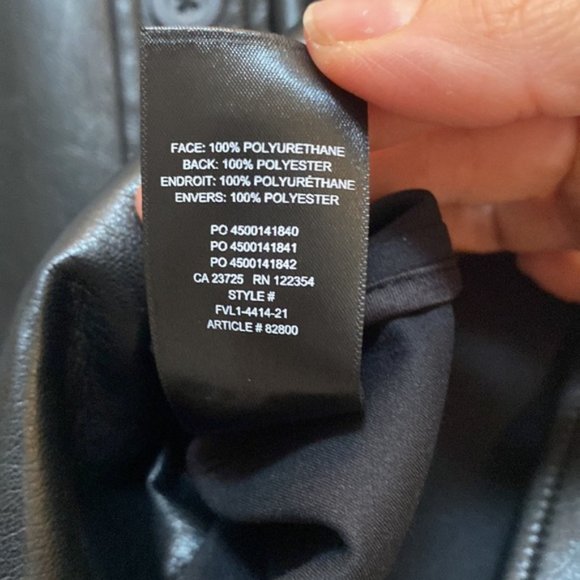 FACE: 100% POLYURETHANE
BACK: 100% POLYESTER
ENDROIT: 100% POLYURÉTHANE
ENVERS: 100% POLYESTER
PO 4500141840
PO 4500141841
PO 4500141842
CA 23725 RN 122354
STYLE #
FVL1-4414-21
ARTICLE # 82800